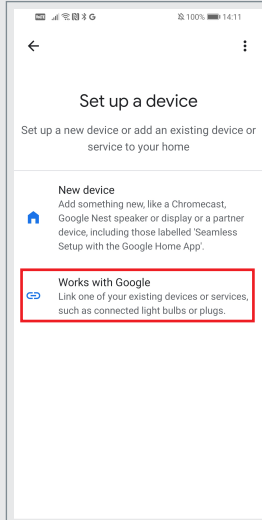 100% 14:11
Set up a device
Set up a new device or add an existing device or
service to your home
New device
Add something new, like a Chromecast,
Google Nest speaker or display or a partner
device, including those labelled 'Seamless
Setup with the Google Home App'.
Works with Google
Link one of your existing devices or services,
such as connected light bulbs or plugs.